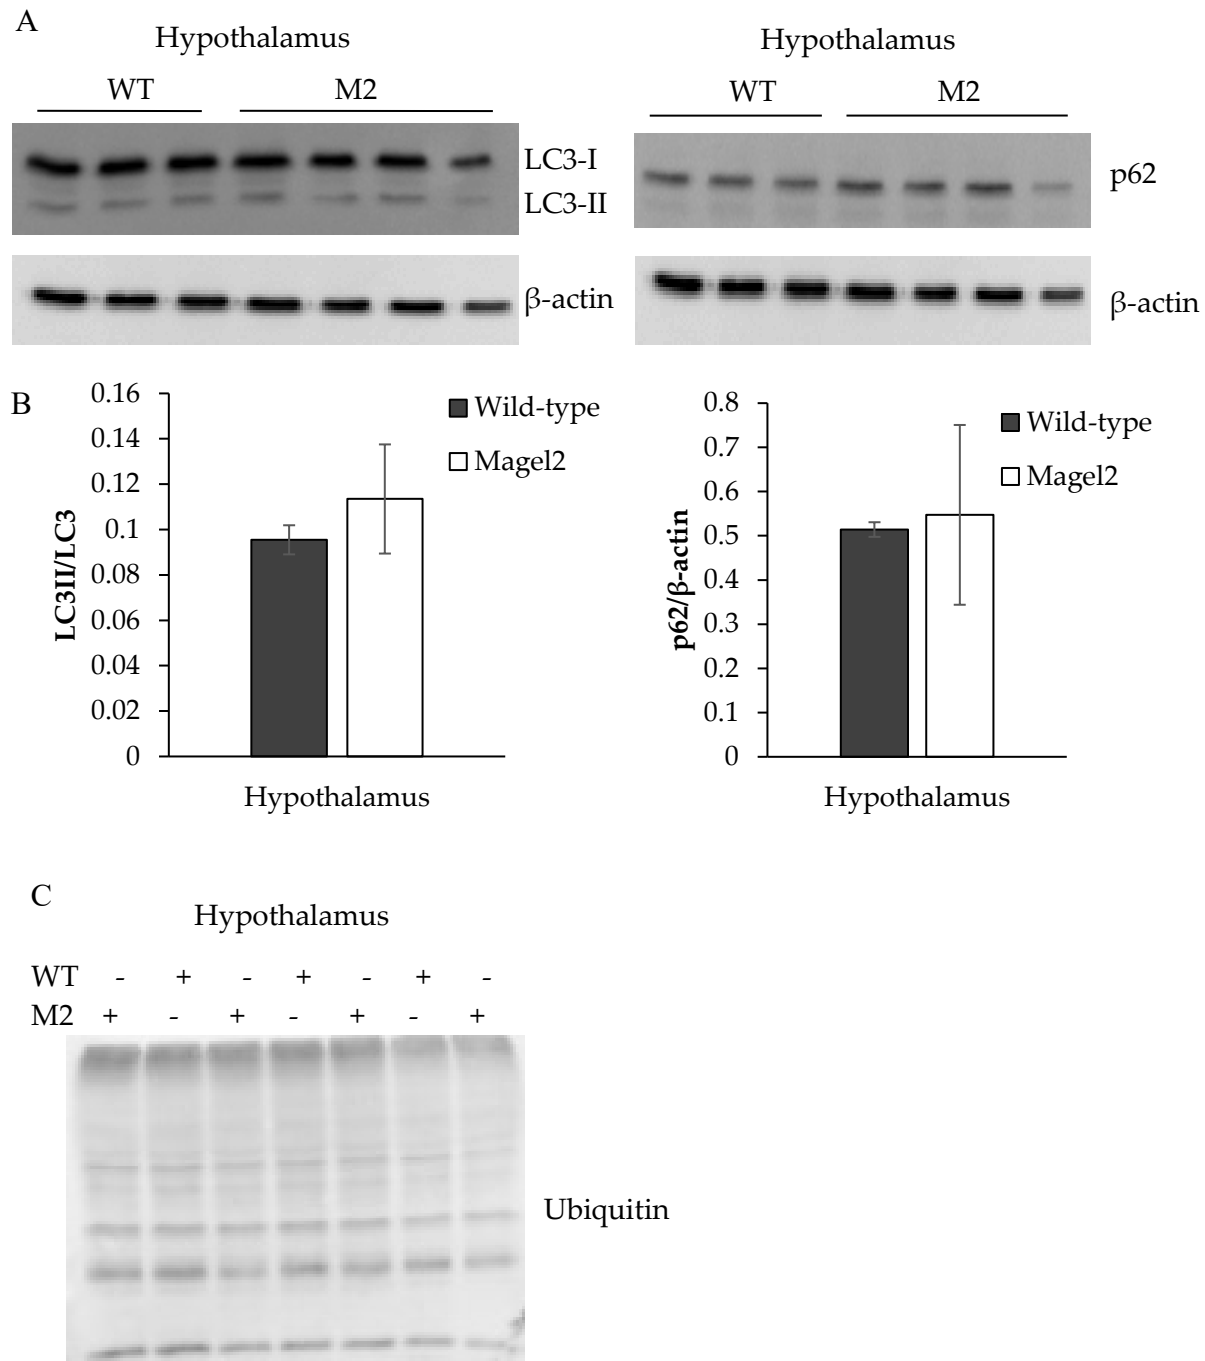 A
Hypothalamus
WT M2
LC3-I
LC3-II
β-actin
Hypothalamus
WT M2
p62
β-actin
B
0.16
0.14
0.12
0.1
0.08
0.06
0.04
0.02
0
LC3II/LC3
Wild-type
Magel2
Hypothalamus
0.8
0.7
0.6
0.5
0.4
0.3
0.2
0.1
0
p62/β-actin
Wild-type
Magel2
Hypothalamus
C
Hypothalamus
WT - + - + - + -
M2 + - + - + - +
Ubiquitin